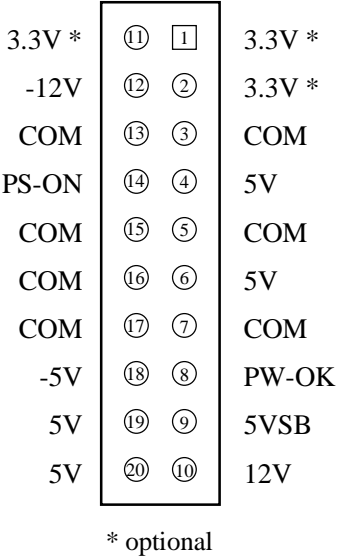 3.3V * 11 1 3.3V *
-12V 12 2 3.3V *
COM 13 3 COM
PS-ON 14 4 5V
COM 15 5 COM
COM 16 6 5V
COM 17 7 COM
-5V 18 8 PW-OK
5V 19 9 5VSB
5V 20 10 12V
* optional